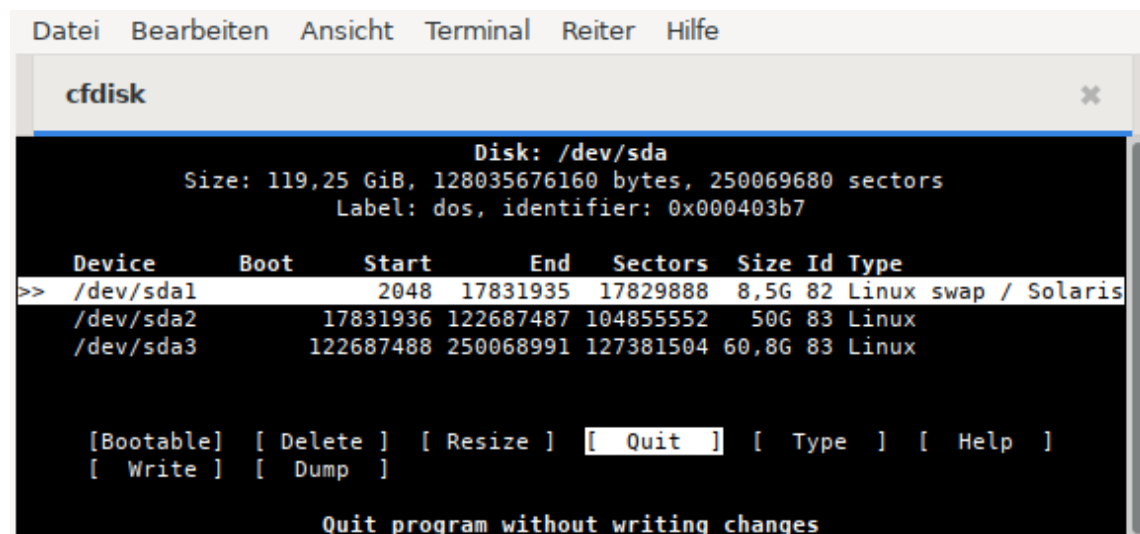 Datei Bearbeiten Ansicht Terminal Reiter Hilfe
cfdisk ×
Disk: /dev/sda
Size: 119,25 GiB, 128035676160 bytes, 250069680 sectors
Label: dos, identifier: 0x000403b7
Device Boot Start End Sectors Size Id Type
>> /dev/sda1 2048 17831935 17829888 8,5G 82 Linux swap / Solaris
/dev/sda2 17831936 122687487 104855552 50G 83 Linux
/dev/sda3 122687488 250068991 127381504 60,8G 83 Linux
[Bootable] [ Delete ] [ Resize ] [ Quit ] [ Type ] [ Help ]
[ Write ] [ Dump ]
Quit program without writing changes